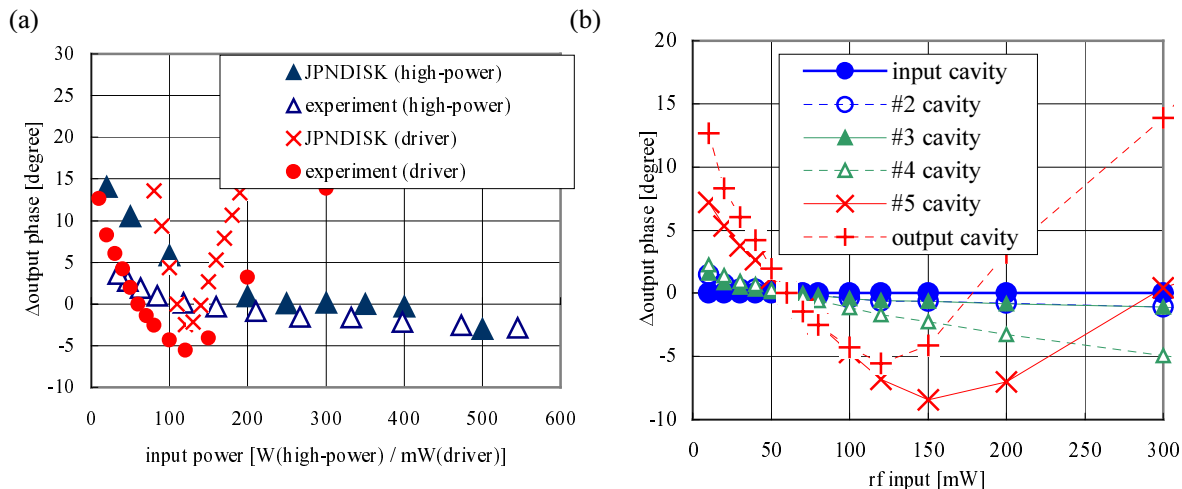 (a)
30
25
20
15
10
5
0
-5
-10
0
100
200
300
400
500
600
Δoutput phase [degree]
input power [W(high-power) / mW(driver)]
JPNDISK (high-power)
experiment (high-power)
JPNDISK (driver)
experiment (driver)
(b)
20
15
10
5
0
-5
-10
0
50
100
150
200
250
300
Δoutput phase [degree]
rf input [mW]
input cavity
#2 cavity
#3 cavity
#4 cavity
#5 cavity
output cavity